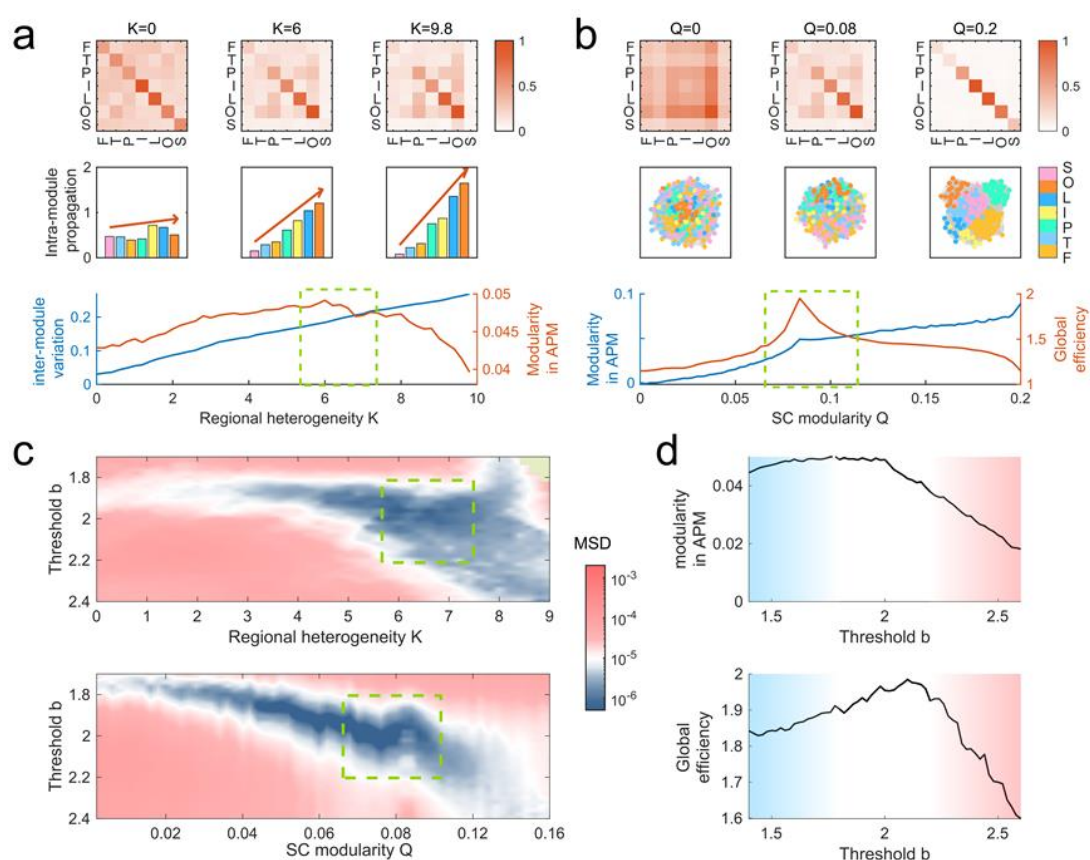 a
K=0
K=6
K=9.8
F
T
P
I
L
O
S
F T P I L O S
F T P I L O S
F T P I L O S
F
T
P
I
L
O
S
F
T
P
I
L
O
S
1
0.5
0
Intra-module
propagation
2
1
0
inter-module
variation
0.2
0.1
0
0.05
0.045
0.04
Modularity
in APM
0 2 4 6 8 10
Regional heterogeneity K
b
Q=0
Q=0.08
Q=0.2
F
T
P
I
L
O
S
F
T
P
I
L
O
S
F
T
P
I
L
O
S
F T P I L O S
F T P I L O S
F T P I L O S
1
0.5
0
S
O
L
I
P
T
F
Modularity
in APM
0.1
0
2
1.5
1
Global
efficiency
0 0.05 0.1 0.15 0.2
SC modularity Q
c
Threshold b
1.8
2
2.2
2.4
0 1 2 3 4 5 6 7 8 9
Regional heterogeneity K
Threshold b
1.8
2
2.2
2.4
0.02 0.04 0.06 0.08 0.12 0.16
SC modularity Q
MSD
10-3
10-4
10-5
10-6
d
modularity
in APM
0.04
0.02
0
1.5 2 2.5
Threshold b
Global
efficiency
2
1.9
1.8
1.7
1.6
1.5 2 2.5
Threshold b